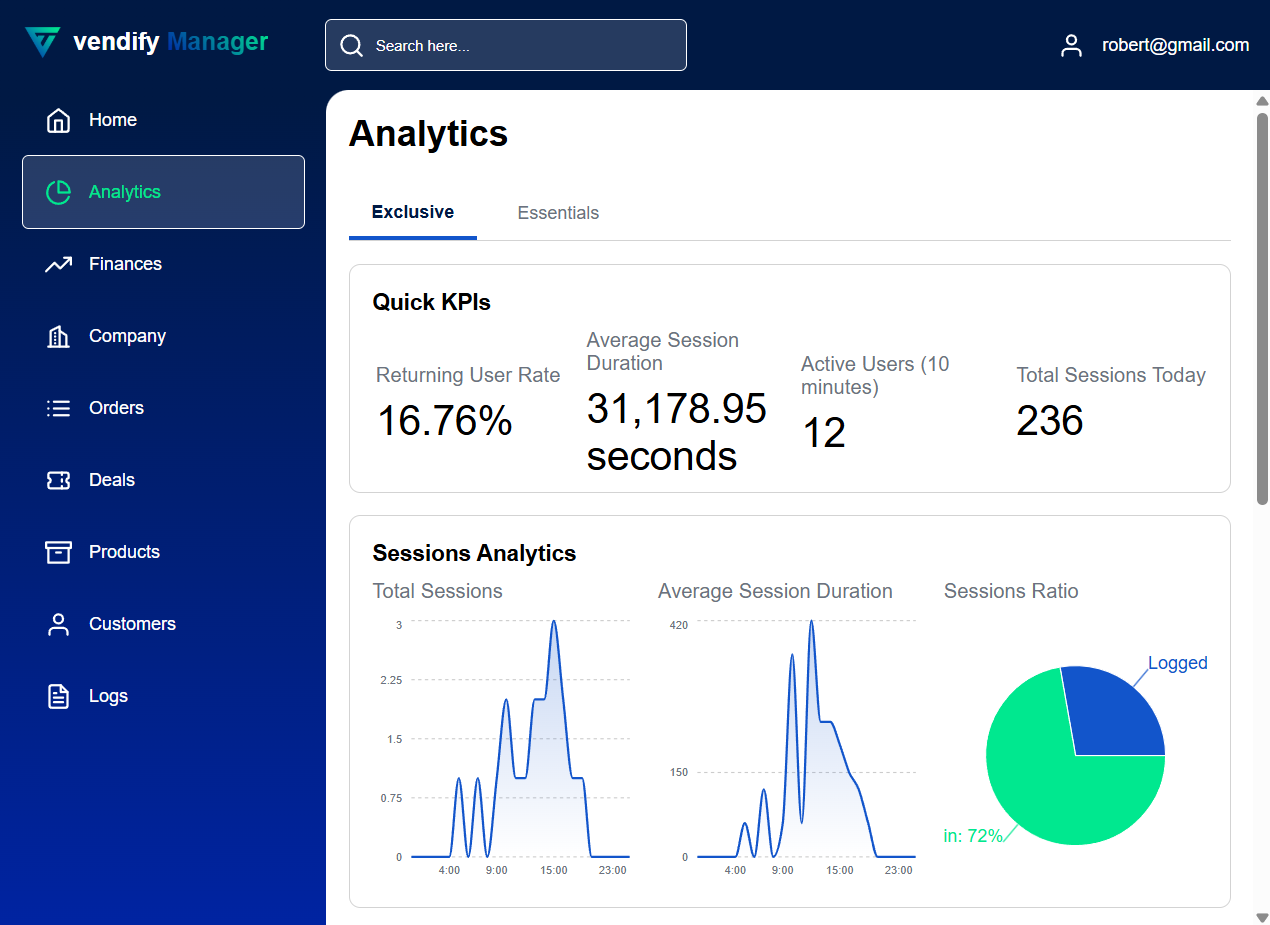 vendify Manager
Search here...
robert@gmail.com
Home
Analytics
Finances
Company
Orders
Deals
Products
Customers
Logs
Analytics
Exclusive
Essentials
Quick KPIs
Returning User Rate
16.76%
Average Session
Duration
31,178.95
seconds
Active Users (10
minutes)
12
Total Sessions Today
236
Sessions Analytics
Total Sessions
3
2.25
1.5
0.75
0
4:00 9:00 15:00 23:00
Average Session Duration
420
150
0
4:00 9:00 15:00 23:00
Sessions Ratio
Logged
in: 72%